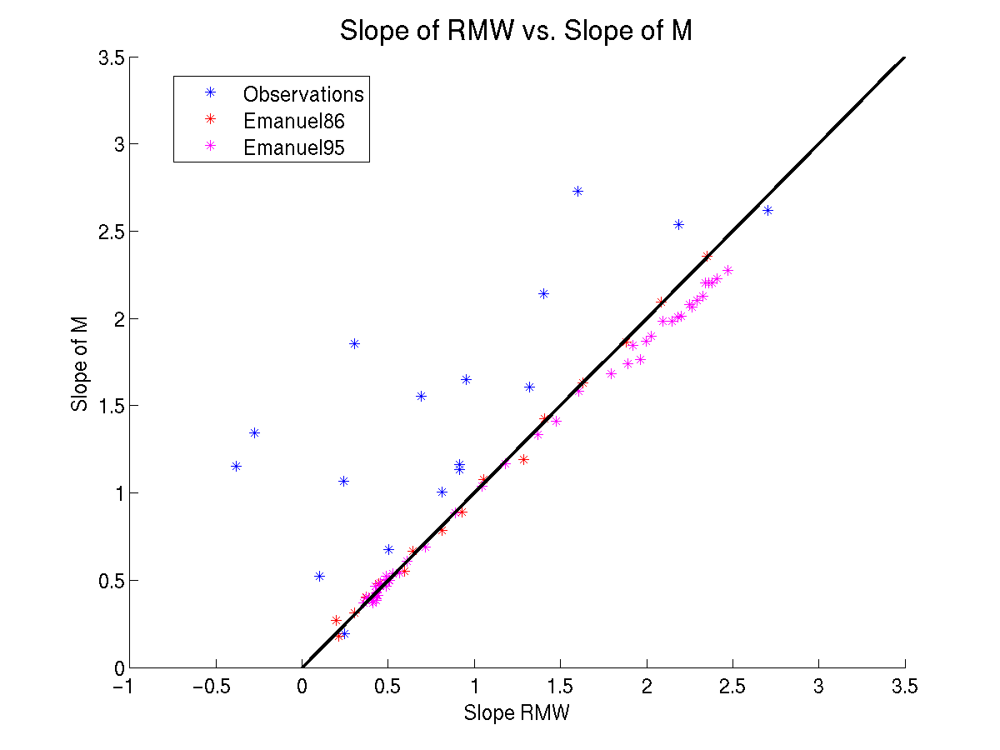 Slope of RMW vs. Slope of M
3.5
3
2.5
2
1.5
1
0.5
0
Slope of M
Observations
Emanuel86
Emanuel95
−1 −0.5 0 0.5 1 1.5 2 2.5 3 3.5
Slope RMW